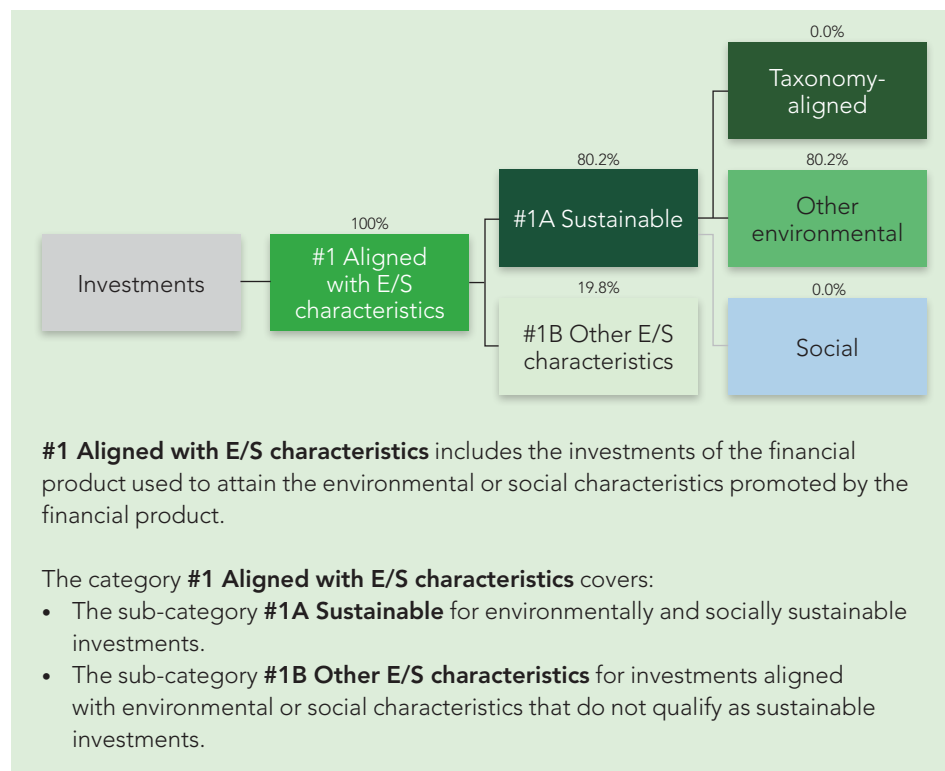 0.0%
Taxonomy-
aligned
80.2%
#1A Sustainable
80.2%
Other
environmental
100%
#1 Aligned
with E/S
characteristics
Investments
19.8%
#1B Other E/S
characteristics
0.0%
Social
#1 Aligned with E/S characteristics includes the investments of the financial
product used to attain the environmental or social characteristics promoted by the
financial product.
The category #1 Aligned with E/S characteristics covers:
• The sub-category #1A Sustainable for environmentally and socially sustainable
investments.
• The sub-category #1B Other E/S characteristics for investments aligned
with environmental or social characteristics that do not qualify as sustainable
investments.